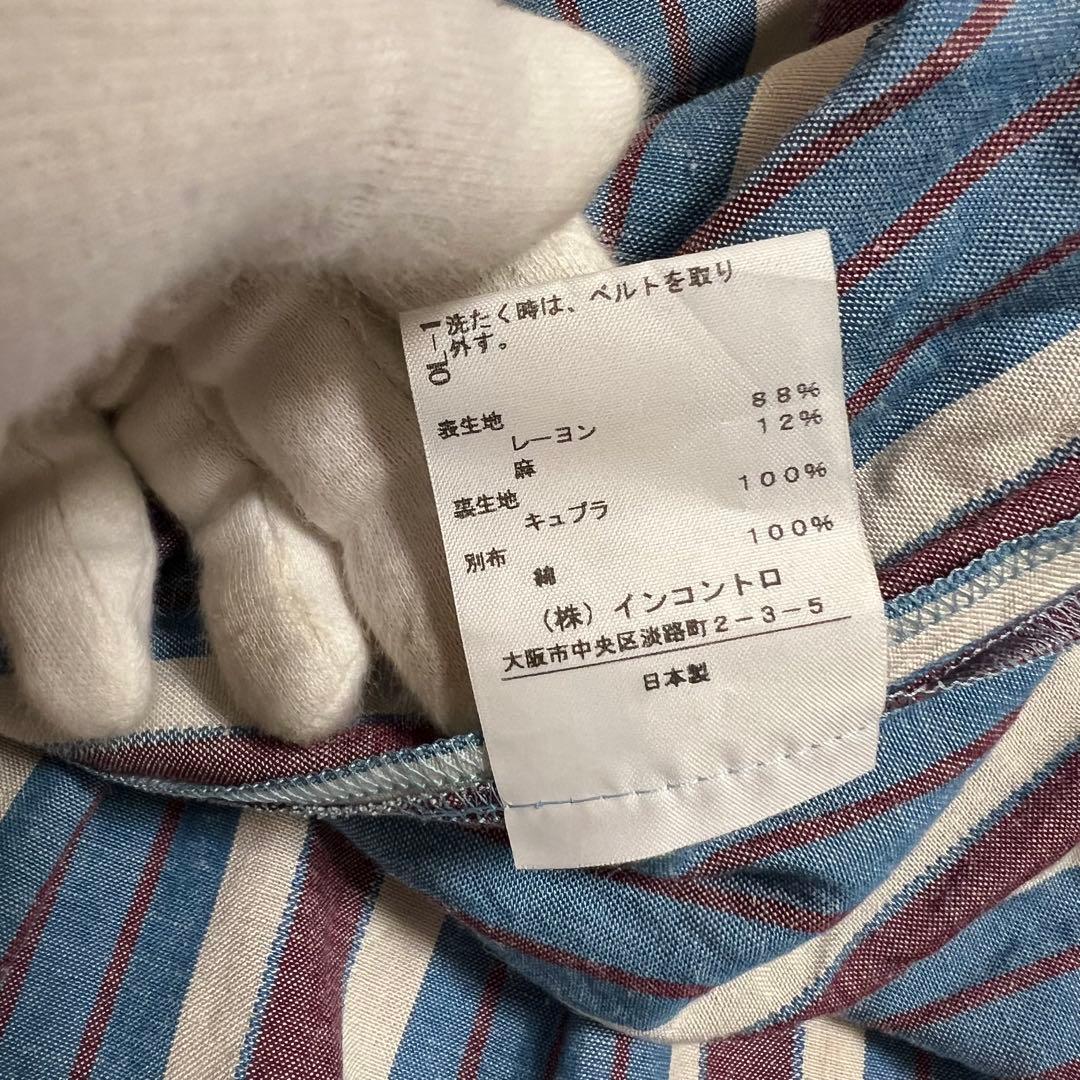 OL-1
洗たく時は、ベルトを取り
外す。
表生地
レーヨン 88%
麻 12%
裏生地
キュプラ 100%
別布
綿 100%
(株)インコントロ
大阪市中央区淡路町2-3-5
日本製